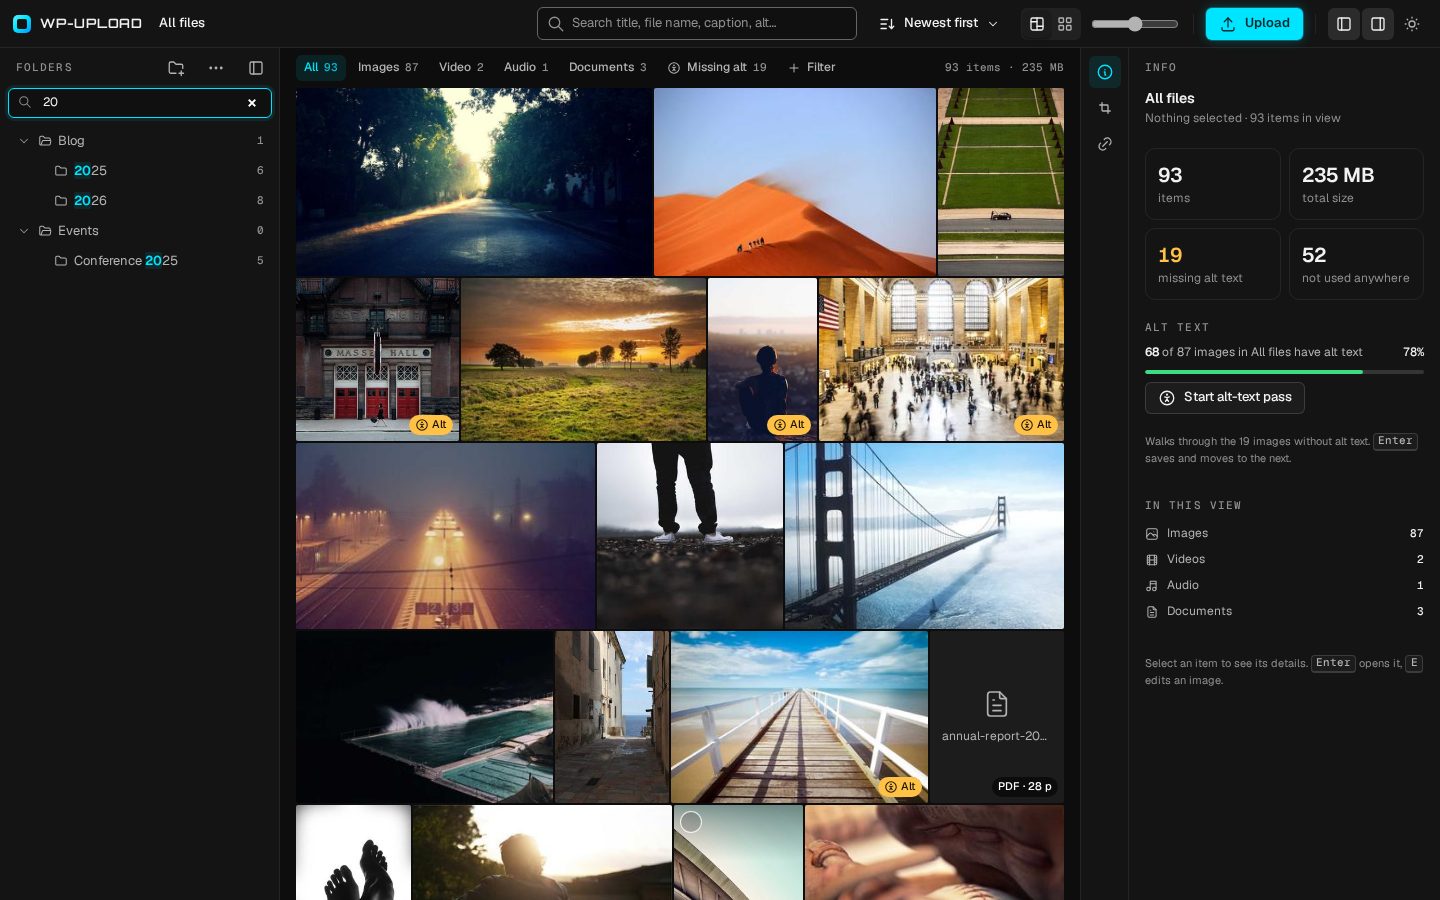 WP-UPLOAD All files
Search title, file name, caption, alt...
Newest first
Upload
FOLDERS
20
Blog 1
2025 6
2026 8
Events 0
Conference 2025 5
All 93 Images 87 Video 2 Audio 1 Documents 3 Missing alt 19 Filter
93 items · 235 MB
MASSEY HALL
Alt
Alt
Alt
annual-report-20...
Alt
PDF · 28 p
INFO
All files
Nothing selected · 93 items in view
93
items
235 MB
total size
19
missing alt text
52
not used anywhere
ALT TEXT
68 of 87 images in All files have alt text 78%
Start alt-text pass
Walks through the 19 images without alt text. Enter
saves and moves to the next.
IN THIS VIEW
Images 87
Videos 2
Audio 1
Documents 3
Select an item to see its details. Enter opens it, E
edits an image.